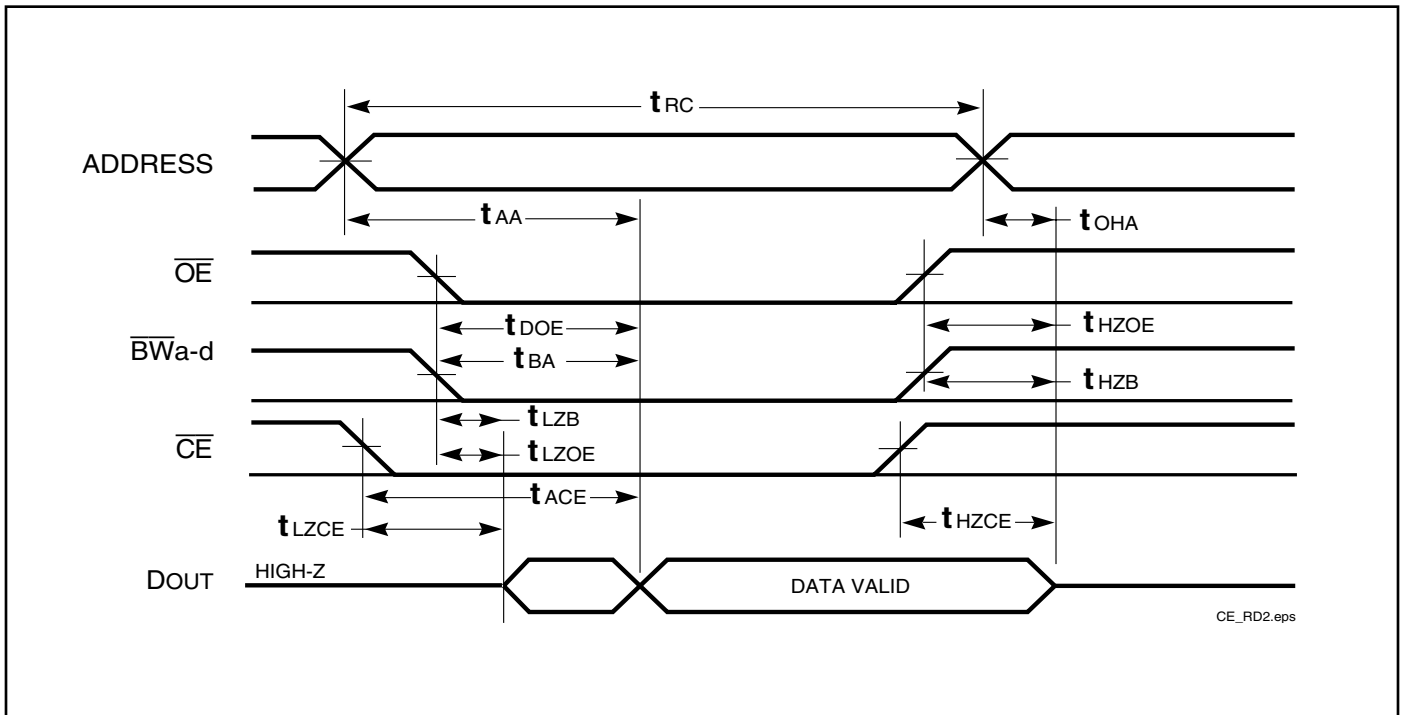 tRC
ADDRESS
tAA
tOHA
OE
tDOE
tHZOE
BWa-d
tBA
tHZB
tLZB
CE
tLZOE
tACE
tLZCE
tHZCE
DOUT
HIGH-Z
DATA VALID
CE_RD2.eps